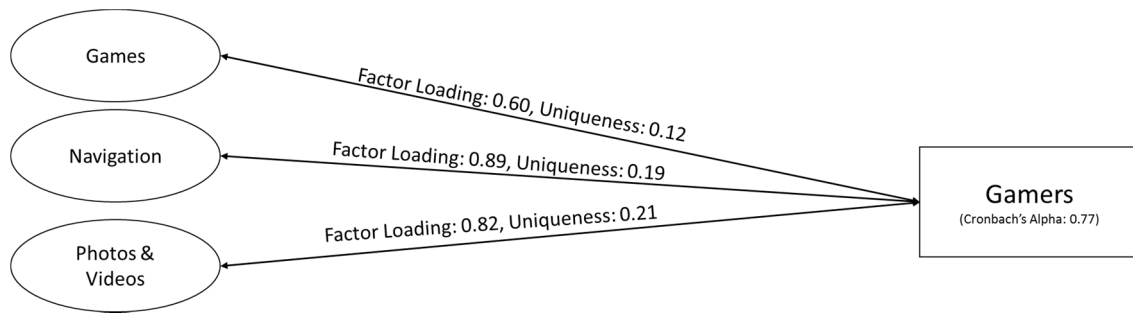 Games
Factor Loading: 0.60, Uniqueness: 0.12
Navigation
Factor Loading: 0.89, Uniqueness: 0.19
Photos &
Videos
Factor Loading: 0.82, Uniqueness: 0.21
Gamers
(Cronbach's Alpha: 0.77)